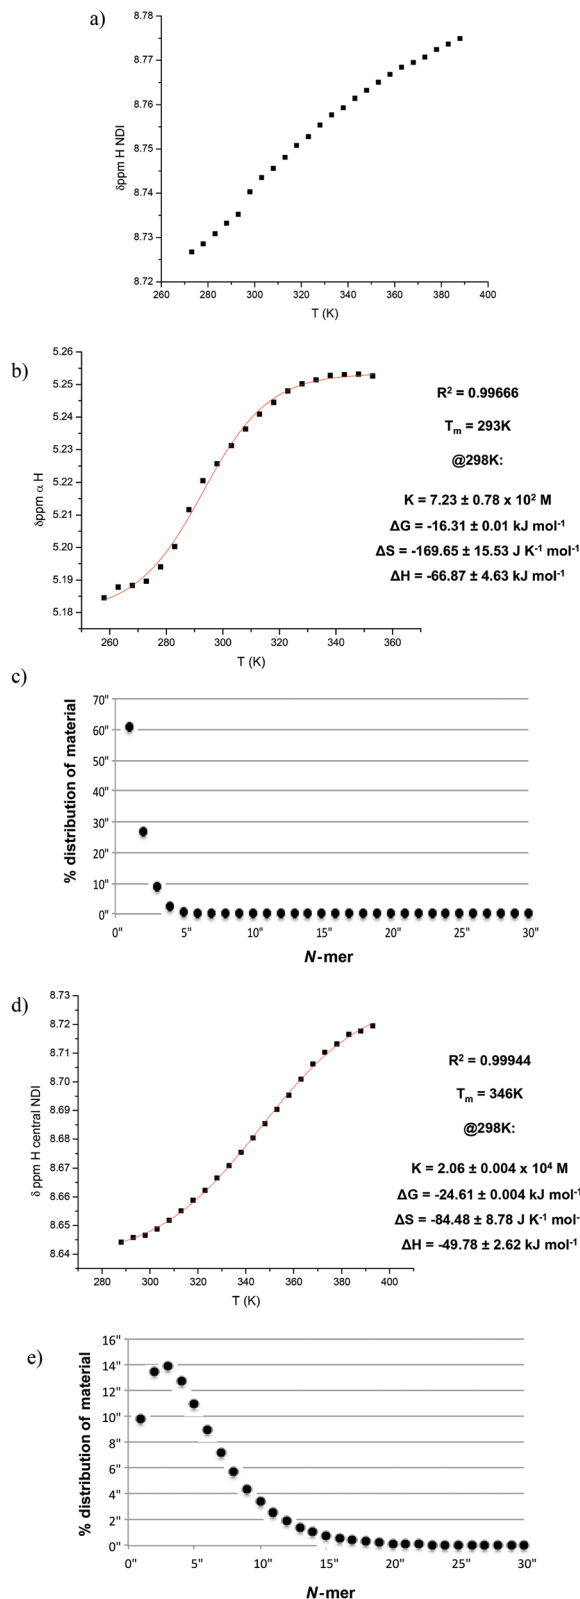 a)
8.78
8.77
8.76
8.75
8.74
8.73
8.72
δppm H NDI
260 280 300 320 340 360 380 400
T (K)
b)
5.26
5.25
5.24
5.23
5.22
5.21
5.20
5.19
5.18
δppm α H
260 280 300 320 340 360
T (K)
R² = 0.99666
Tₘ = 293K
@298K:
K = 7.23 ± 0.78 x 10² M
ΔG = -16.31 ± 0.01 kJ mol⁻¹
ΔS = -169.65 ± 15.53 J K⁻¹ mol⁻¹
ΔH = -66.87 ± 4.63 kJ mol⁻¹
c)
70"
60"
50"
40"
30"
20"
10"
0"
% distribution of material
0" 5" 10" 15" 20" 25" 30"
N-mer
d)
8.73
8.72
8.71
8.70
8.69
8.68
8.67
8.66
8.65
8.64
δ ppm H central NDI
280 300 320 340 360 380 400
T (K)
R² = 0.99944
Tₘ = 346K
@298K:
K = 2.06 ± 0.004 x 10⁴ M
ΔG = -24.61 ± 0.004 kJ mol⁻
ΔS = -84.48 ± 8.78 J K⁻¹ mol⁻
ΔH = -49.78 ± 2.62 kJ mol⁻¹
e)
16"
14"
12"
10"
8"
6"
4"
2"
0"
% distribution of material
0" 5" 10" 15" 20" 25" 30"
N-mer